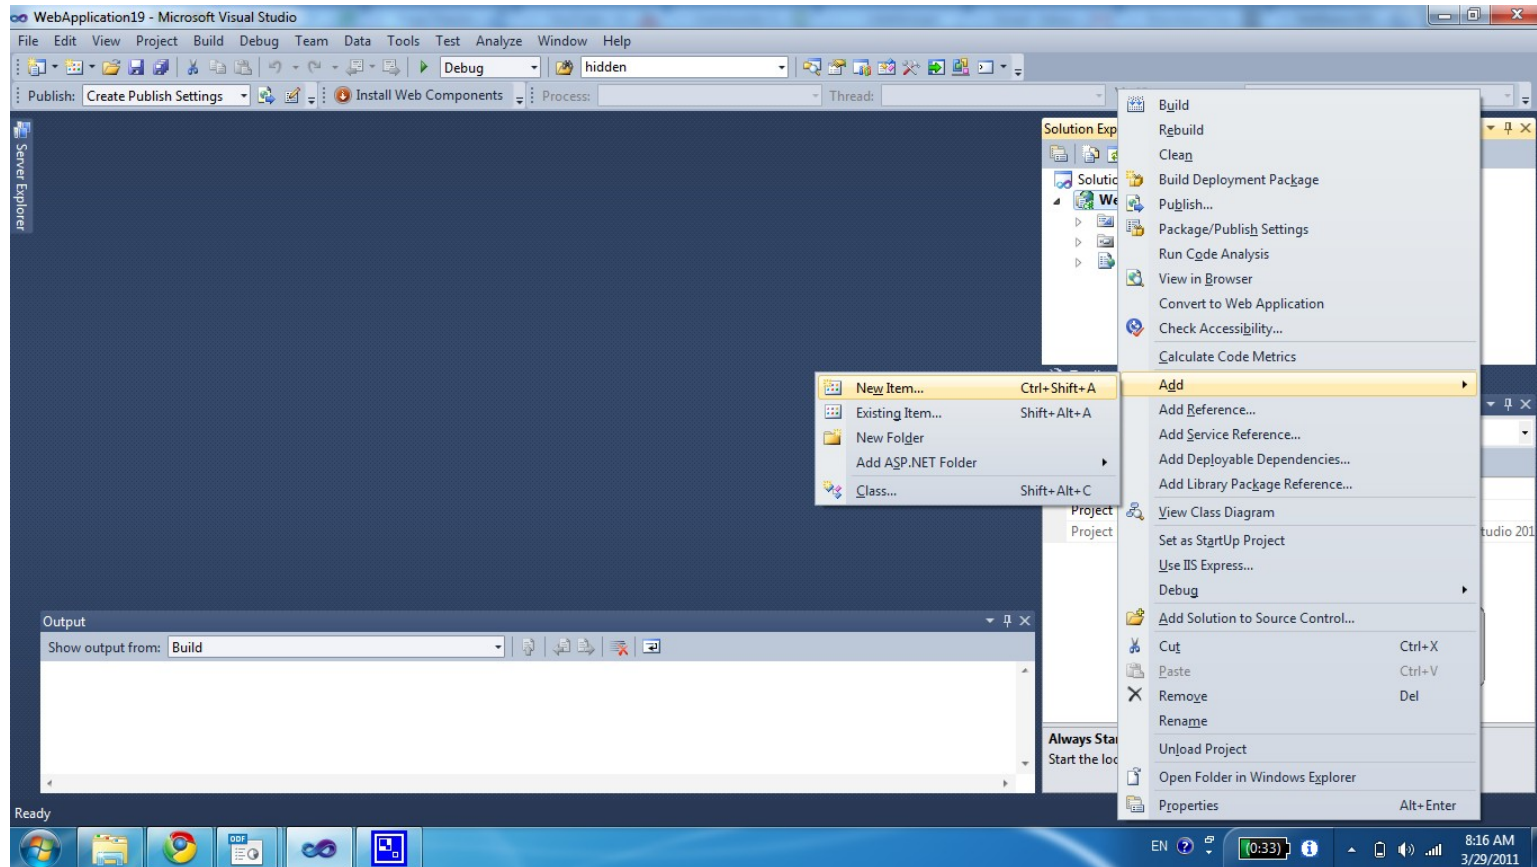 WebApplication19 - Microsoft Visual Studio
File Edit View Project Build Debug Team Data Tools Test Analyze Window Help
Debug hidden
Publish: Create Publish Settings Install Web Components Process: Thread:
Server Explorer
Solution Exp
Solutio
We
Build
Rebuild
Clean
Build Deployment Package
Publish...
Package/Publish Settings
Run Code Analysis
View in Browser
Convert to Web Application
Check Accessibility...
Calculate Code Metrics
Add
Add Reference...
Add Service Reference...
Add Deployable Dependencies...
Add Library Package Reference...
View Class Diagram
Set as StartUp Project
Use IIS Express...
Debug
Add Solution to Source Control...
Cut Ctrl+X
Paste Ctrl+V
Remove Del
Rename
Unload Project
Open Folder in Windows Explorer
Properties Alt+Enter
New Item... Ctrl+Shift+A
Existing Item... Shift+Alt+A
New Folder
Add ASP.NET Folder
Class... Shift+Alt+C
Project
Project tudio 201
Output
Show output from: Build
Always Star
Start the loc
Ready
ODF
EN (0:33) 8:16 AM
3/29/2011